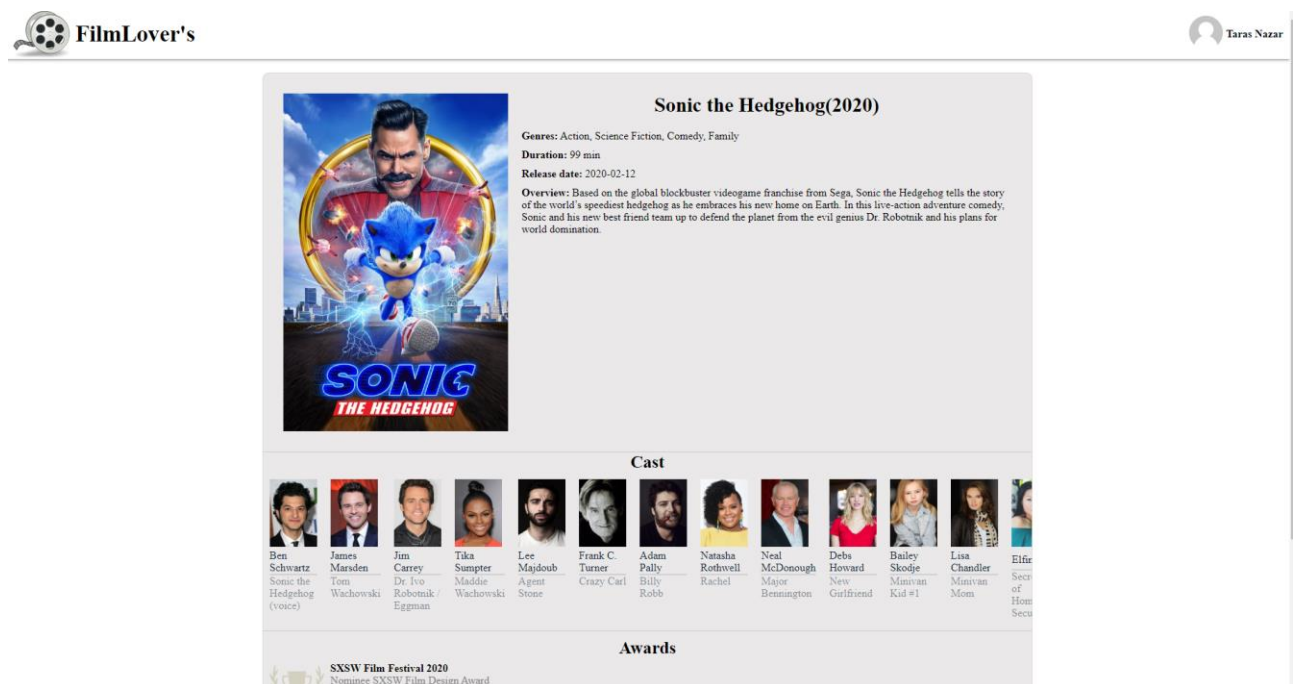 FilmLover's
Taras Nazar
Sonic the Hedgehog(2020)
Genres: Action, Science Fiction, Comedy, Family
Duration: 99 min
Release date: 2020-02-12
Overview: Based on the global blockbuster videogame franchise from Sega, Sonic the Hedgehog tells the story
of the world's speediest hedgehog as he embraces his new home on Earth. In this live-action adventure comedy,
Sonic and his new best friend team up to defend the planet from the evil genius Dr. Robotnik and his plans for
world domination.
SONIC
THE HEDGEHOG
Cast
Ben
Schwartz
Sonic the
Hedgehog
(voice)
James
Marsden
Tom
Wachowski
Jim
Carrey
Dr. Ivo
Robotnik /
Eggman
Tika
Sumpter
Maddie
Wachowski
Lee
Majdoub
Agent
Stone
Frank C.
Turner
Crazy Carl
Adam
Pally
Billy
Robb
Natasha
Rothwell
Rachel
Neal
McDonough
Major
Bennington
Debs
Howard
New
Girlfriend
Bailey
Skodje
Minivan
Kid #1
Lisa
Chandler
Minivan
Mom
Elfin
Secr
of
Hom
Secu
Awards
SXSW Film Festival 2020
Nominee SXSW Film Design Award